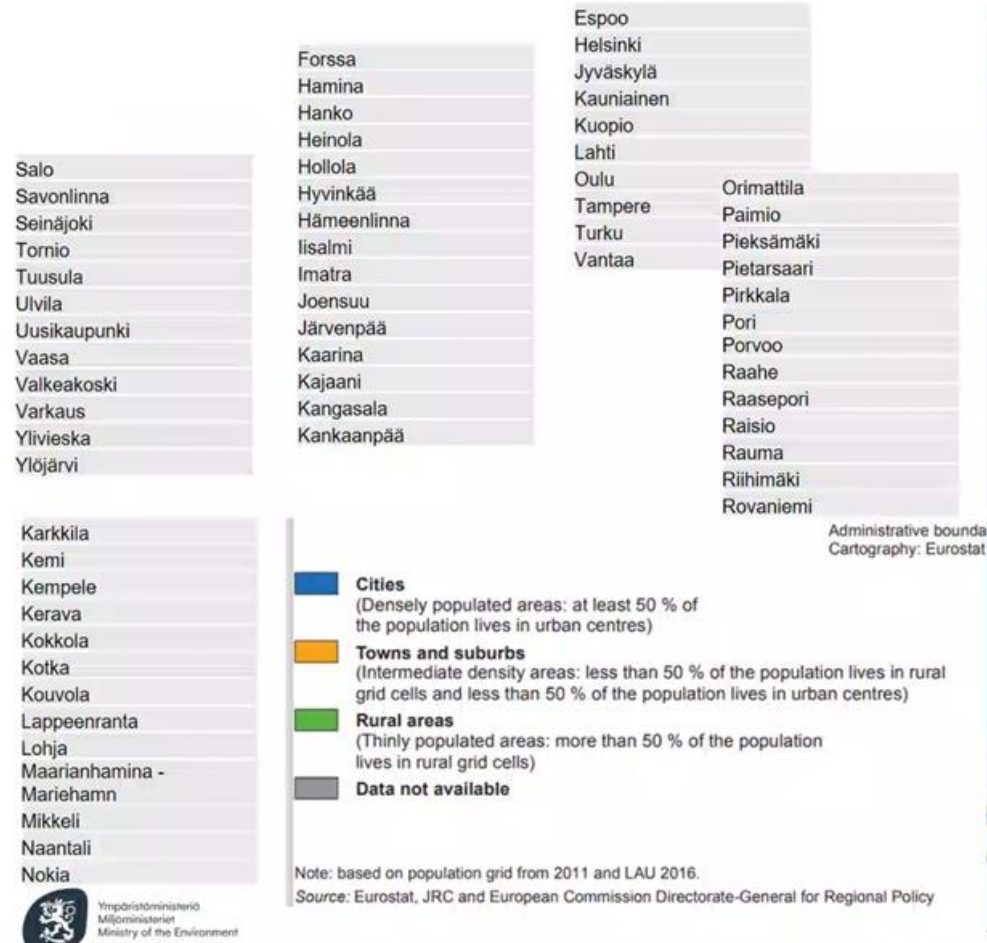 Espoo
Helsinki
Jyväskylä
Kauniainen
Kuopio
Lahti
Oulu
Tampere
Turku
Vantaa
Forssa
Hamina
Hanko
Heinola
Hollola
Hyvinkää
Hämeenlinna
Iisalmi
Imatra
Joensuu
Järvenpää
Kaarina
Kajaani
Kangasala
Kankaanpää
Salo
Savonlinna
Seinäjoki
Tornio
Tuusula
Ulvila
Uusikaupunki
Vaasa
Valkeakoski
Varkaus
Ylivieska
Ylöjärvi
Orimattila
Paimio
Pieksämäki
Pietarsaari
Pirkkala
Pori
Porvoo
Raahe
Raasepori
Raisio
Rauma
Riihimäki
Rovaniemi
Karkkila
Kemi
Kempele
Kerava
Kokkola
Kotka
Kouvola
Lappeenranta
Lohja
Maarianhamina -
Mariehamn
Mikkeli
Naantali
Nokia
Administrative bounda
Cartography: Eurostat
Cities
(Densely populated areas: at least 50 % of
the population lives in urban centres)
Towns and suburbs
(Intermediate density areas: less than 50 % of the population lives in rural
grid cells and less than 50 % of the population lives in urban centres)
Rural areas
(Thinly populated areas: more than 50 % of the population
lives in rural grid cells)
Data not available
Note: based on population grid from 2011 and LAU 2016.
Source: Eurostat, JRC and European Commission Directorate-General for Regional Policy
Ympäristöministeriö
Miljöministeriet
Ministry of the Environment